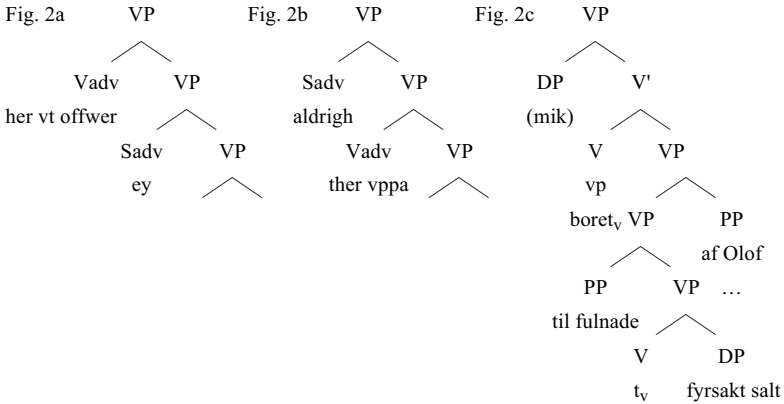 Fig. 2a VP Fig. 2b VP Fig. 2c VP
Vadv VP Sadv VP DP V'
her vt offwer aldrigh (mik)
Sadv VP Vadv VP V VP
ey ther vppa vp
boretᵥ VP PP
af Olof
PP VP …
til fulnade
V DP
tᵥ fyrsakt salt